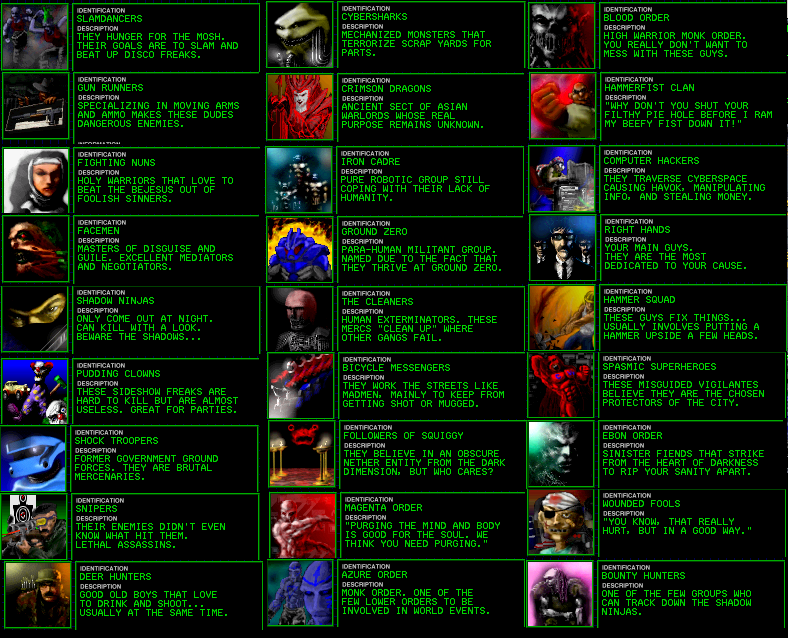 IDENTIFICATION
SLAMDANCERS
DESCRIPTION
THEY HUNGER FOR THE MOSH.
THEIR GOALS ARE TO SLAM AND
BEAT UP DISCO FREAKS.
IDENTIFICATION
CYBERSHARKS
DESCRIPTION
MECHANIZED MONSTERS THAT
TERRORIZE SCRAP YARDS FOR
PARTS.
IDENTIFICATION
BLOOD ORDER
DESCRIPTION
HIGH WARRIOR MONK ORDER.
YOU REALLY DON'T WANT TO
MESS WITH THESE GUYS.
IDENTIFICATION
GUN RUNNERS
DESCRIPTION
SPECIALIZING IN MOVING ARMS
AND AMMO MAKES THESE DUDES
DANGEROUS ENEMIES.
IDENTIFICATION
CRIMSON DRAGONS
DESCRIPTION
ANCIENT SECT OF ASIAN
WARLORDS WHOSE REAL
PURPOSE REMAINS UNKNOWN.
IDENTIFICATION
HAMMERFIST CLAN
DESCRIPTION
"WHY DON'T YOU SHUT YOUR
FILTHY PIE HOLE BEFORE I RAM
MY BEEFY FIST DOWN IT!"
IDENTIFICATION
FIGHTING NUNS
DESCRIPTION
HOLY WARRIORS THAT LOVE TO
BEAT THE BEJESUS OUT OF
FOOLISH SINNERS.
IDENTIFICATION
IRON CADRE
DESCRIPTION
PURE ROBOTIC GROUP STILL
COPING WITH THEIR LACK OF
HUMANITY.
IDENTIFICATION
COMPUTER HACKERS
DESCRIPTION
THEY TRAVERSE CYBERSPACE
CAUSING HAVOK, MANIPULATING
INFO, AND STEALING MONEY.
IDENTIFICATION
FACEMEN
DESCRIPTION
MASTERS OF DISGUISE AND
GUILE. EXCELLENT MEDIATORS
AND NEGOTIATORS.
IDENTIFICATION
GROUND ZERO
DESCRIPTION
PARA-HUMAN MILITANT GROUP.
NAMED DUE TO THE FACT THAT
THEY THRIVE AT GROUND ZERO.
IDENTIFICATION
RIGHT HANDS
DESCRIPTION
YOUR MAIN GUYS.
THEY ARE THE MOST
DEDICATED TO YOUR CAUSE.
IDENTIFICATION
SHADOW NINJAS
DESCRIPTION
ONLY COME OUT AT NIGHT.
CAN KILL WITH A LOOK.
BEWARE THE SHADOWS...
IDENTIFICATION
THE CLEANERS
DESCRIPTION
HUMAN EXTERMINATORS. THESE
MERCS "CLEAN UP" WHERE
OTHER GANGS FAIL.
IDENTIFICATION
HAMMER SQUAD
DESCRIPTION
THESE GUYS FIX THINGS...
USUALLY INVOLVES PUTTING A
HAMMER UPSIDE A FEW HEADS.
IDENTIFICATION
PUDDING CLOWNS
DESCRIPTION
THESE SIDESHOW FREAKS ARE
HARD TO KILL BUT ARE ALMOST
USELESS. GREAT FOR PARTIES.
IDENTIFICATION
BICYCLE MESSENGERS
DESCRIPTION
THEY WORK THE STREETS LIKE
MADMEN, MAINLY TO KEEP FROM
GETTING SHOT OR MUGGED.
IDENTIFICATION
SPASMIC SUPERHEROES
DESCRIPTION
THESE MISGUIDED VIGILANTES
BELIEVE THEY ARE THE CHOSEN
PROTECTORS OF THE CITY.
IDENTIFICATION
SHOCK TROOPERS
DESCRIPTION
FORMER GOVERNMENT GROUND
FORCES. THEY ARE BRUTAL
MERCENARIES.
IDENTIFICATION
FOLLOWERS OF SQUIGGY
DESCRIPTION
THEY BELIEVE IN AN OBSCURE
NETHER ENTITY FROM THE DARK
DIMENSION, BUT WHO CARES?
IDENTIFICATION
EBON ORDER
DESCRIPTION
SINISTER FIENDS THAT STRIKE
FROM THE HEART OF DARKNESS
TO RIP YOUR SANITY APART.
IDENTIFICATION
SNIPERS
DESCRIPTION
THEIR ENEMIES DIDN'T EVEN
KNOW WHAT HIT THEM.
LETHAL ASSASSINS.
IDENTIFICATION
MAGENTA ORDER
DESCRIPTION
"PURGING THE MIND AND BODY
IS GOOD FOR THE SOUL. WE
THINK YOU NEED PURGING."
IDENTIFICATION
WOUNDED FOOLS
DESCRIPTION
"YOU KNOW, THAT REALLY
HURT, BUT IN A GOOD WAY."
IDENTIFICATION
DEER HUNTERS
DESCRIPTION
GOOD OLD BOYS THAT LOVE
TO DRINK AND SHOOT...
USUALLY AT THE SAME TIME.
IDENTIFICATION
AZURE ORDER
DESCRIPTION
MONK ORDER. ONE OF THE
FEW LOWER ORDERS TO BE
INVOLVED IN WORLD EVENTS.
IDENTIFICATION
BOUNTY HUNTERS
DESCRIPTION
ONE OF THE FEW GROUPS WHO
CAN TRACK DOWN THE SHADOW
NINJAS.